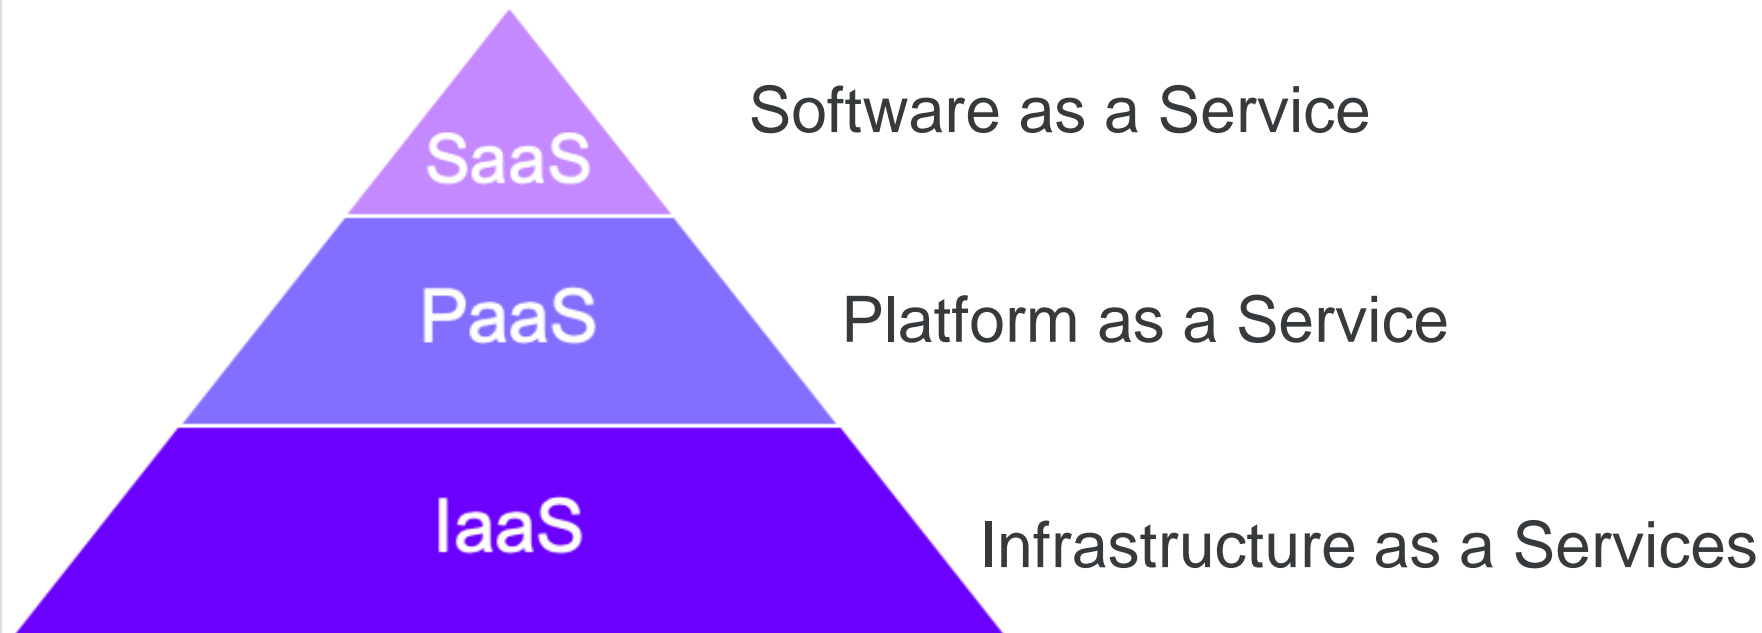 SaaS
Software as a Service
PaaS
Platform as a Service
IaaS
Infrastructure as a Services